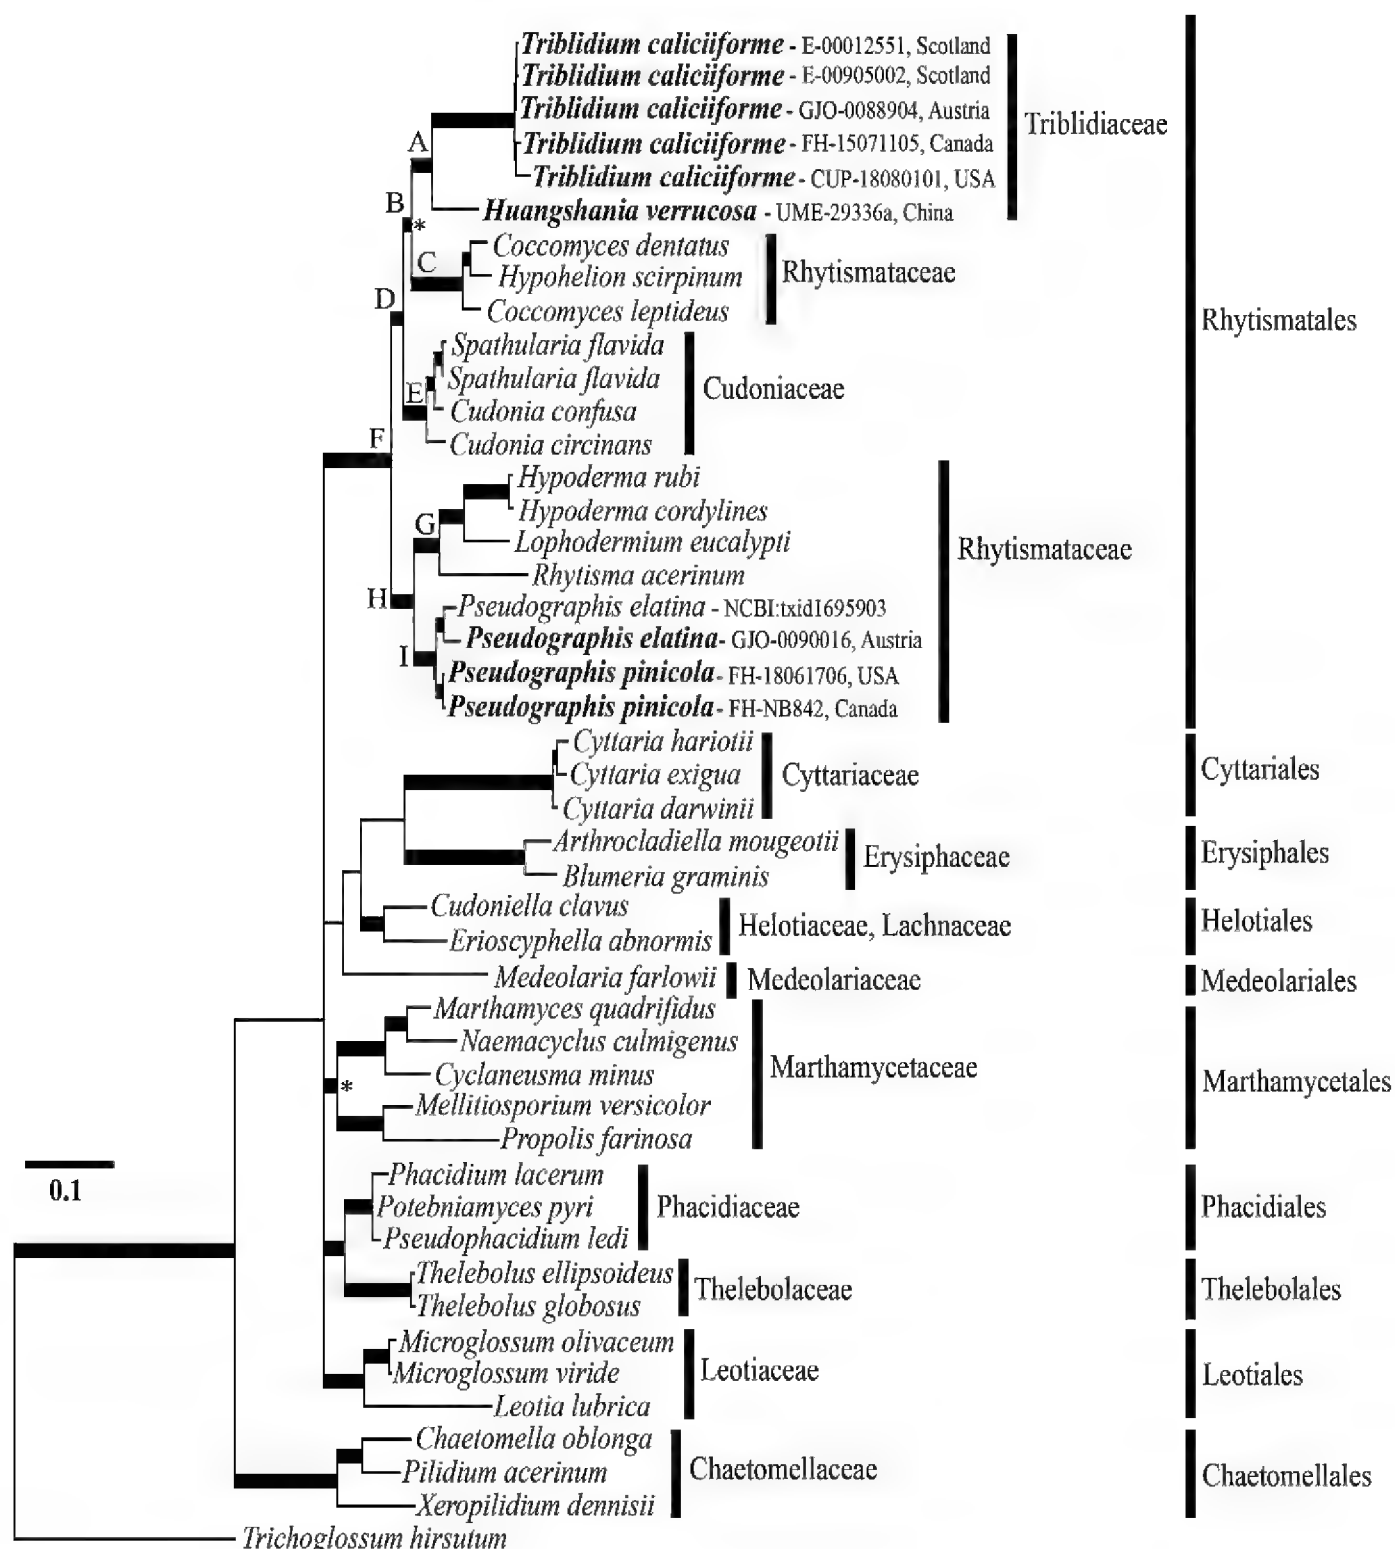 Triblidium caliciiforme - E-00012551, Scotland
Triblidium caliciiforme - E-00905002, Scotland
Triblidium caliciiforme - GJO-0088904, Austria
Triblidiaceae
A
Triblidium caliciiforme - FH-15071105, Canada
Triblidium caliciiforme - CUP-18080101, USA
B
Huangshania verrucosa - UME-29336a, China
*
Coccomyces dentatus
C
Hypohelion scirpinum
Rhytismataceae
D
Coccomyces leptideus
Rhytismatales
Spathularia flavida
Spathularia flavida
E
Cudoniaceae
Cudonia confusa
F
Cudonia circinans
Hypoderma rubi
Hypoderma cordylines
G
Lophodermium eucalypti
Rhytismataceae
Rhytisma acerinum
H
Pseudographis elatina - NCBI:txid1695903
Pseudographis elatina- GJO-0090016, Austria
I
Pseudographis pinicola- FH-18061706, USA
Pseudographis pinicola- FH-NB842, Canada
Cyttaria hariotii
Cyttaria exigua
Cyttariaceae
Cyttariales
Cyttaria darwinii
Arthrocladiella mougeotii
Erysiphaceae
Erysiphales
Blumeria graminis
Cudoniella clavus
Helotiaceae, Lachnaceae
Helotiales
Erioscyphella abnormis
Medeolaria farlowii
Medeolariaceae
Medeolariales
Marthamyces quadrifidus
Naemacyclus culmigenus
Marthamycetaceae
Marthamycetales
Cyclaneusma minus
*
Mellitiosporium versicolor
Propolis farinosa
0.1
Phacidium lacerum
Potebniamyces pyri
Phacidiaceae
Phacidiales
Pseudophacidium ledi
Thelebolus ellipsoideus
Thelebolaceae
Thelebolales
Thelebolus globosus
Microglossum olivaceum
Microglossum viride
Leotiaceae
Leotiales
Leotia lubrica
Chaetomella oblonga
Pilidium acerinum
Chaetomellaceae
Chaetomellales
Xeropilidium dennisii
Trichoglossum hirsutum